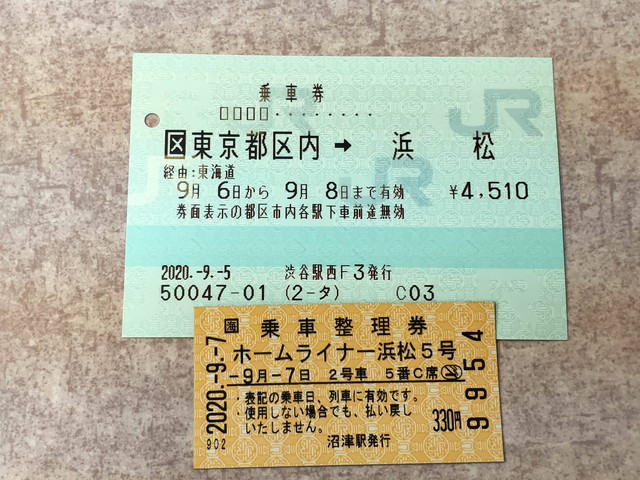 乗車券
□□□□・・・・・・・・
区 東京都区内 → 浜松
経由:東海道
9月 6日から 9月 8日まで有効 ¥4,510
券面表示の都区市内各駅下車前途無効
2020.-9.-5 渋谷駅西F3発行
50047-01 (2-タ) C03
JR
JR
乗車整理券
ホームライナー浜松5号
-9月-7日 2号車 5番C席
・表記の乗車日、列車に有効です。
・使用しない場合でも、払い戻し
いたしません。
330円
沼津駅発行
2020.-9.-7
902
9954